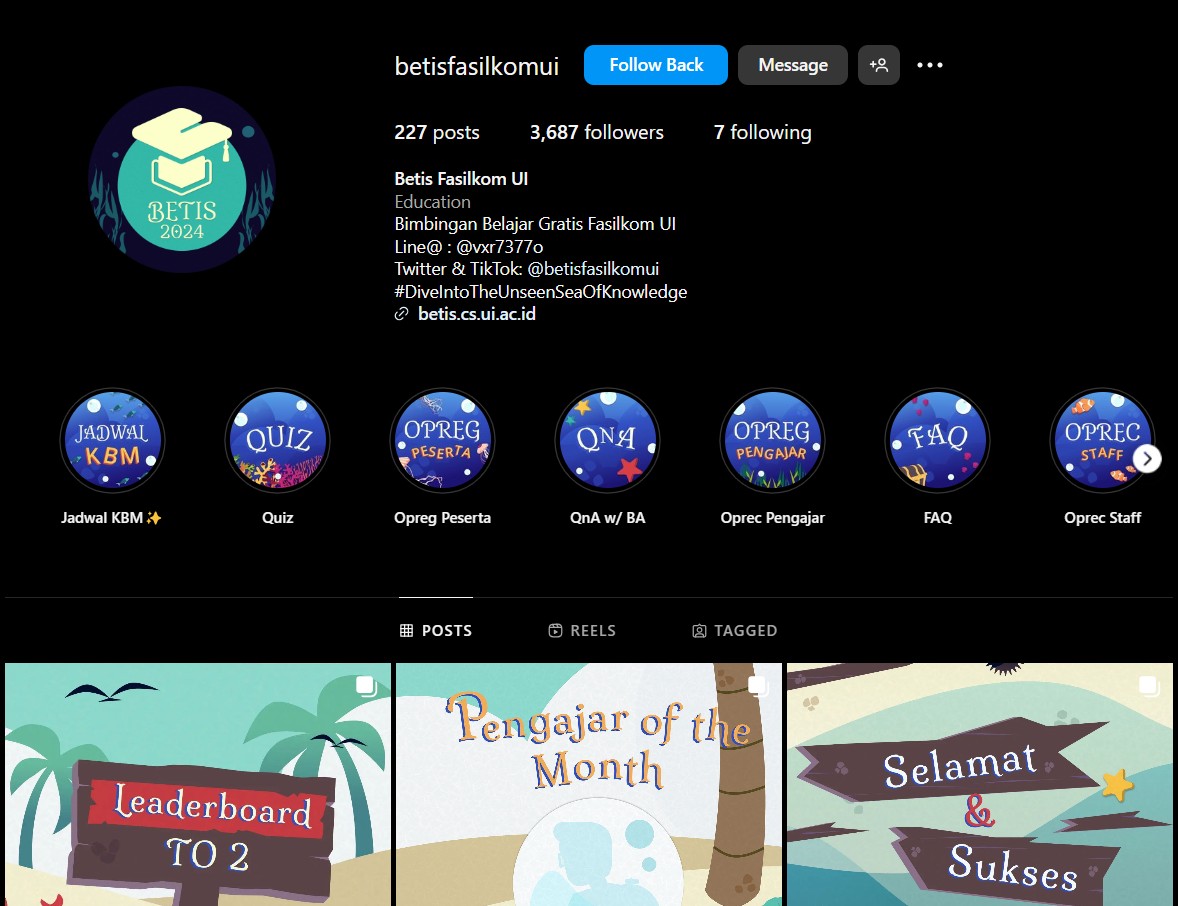 betisfasilkomui Follow Back Message
227 posts 3,687 followers 7 following
Betis Fasilkom UI
Education
Bimbingan Belajar Gratis Fasilkom UI
Line@ : @vxr7377o
Twitter & TikTok: @betisfasilkomui
#DiveIntoTheUnseenSeaOfKnowledge
betis.cs.ui.ac.id
BETIS
2024
JADWAL
KBM
QUIZ
OPREG
PESERTA
QNA
OPREG
PENGAJAR
FAQ
OPREC
STAFF
Jadwal KBM✨ Quiz Opreg Peserta QnA w/ BA Oprec Pengajar FAQ Oprec Staff
POSTS REELS TAGGED
Leaderboard
TO 2
Pengajar of the
Month
Selamat
&
Sukses